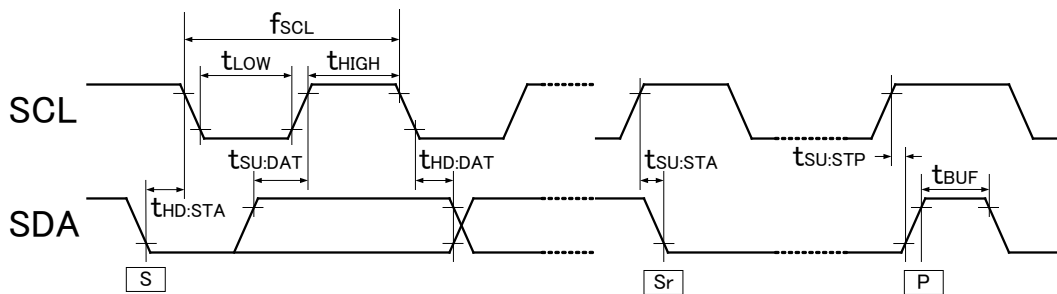 fSCL
tLOW
tHIGH
SCL
tSU:DAT
tHD:DAT
tSU:STA
tSU:STP
tBUF
tHD:STA
SDA
S
Sr
P